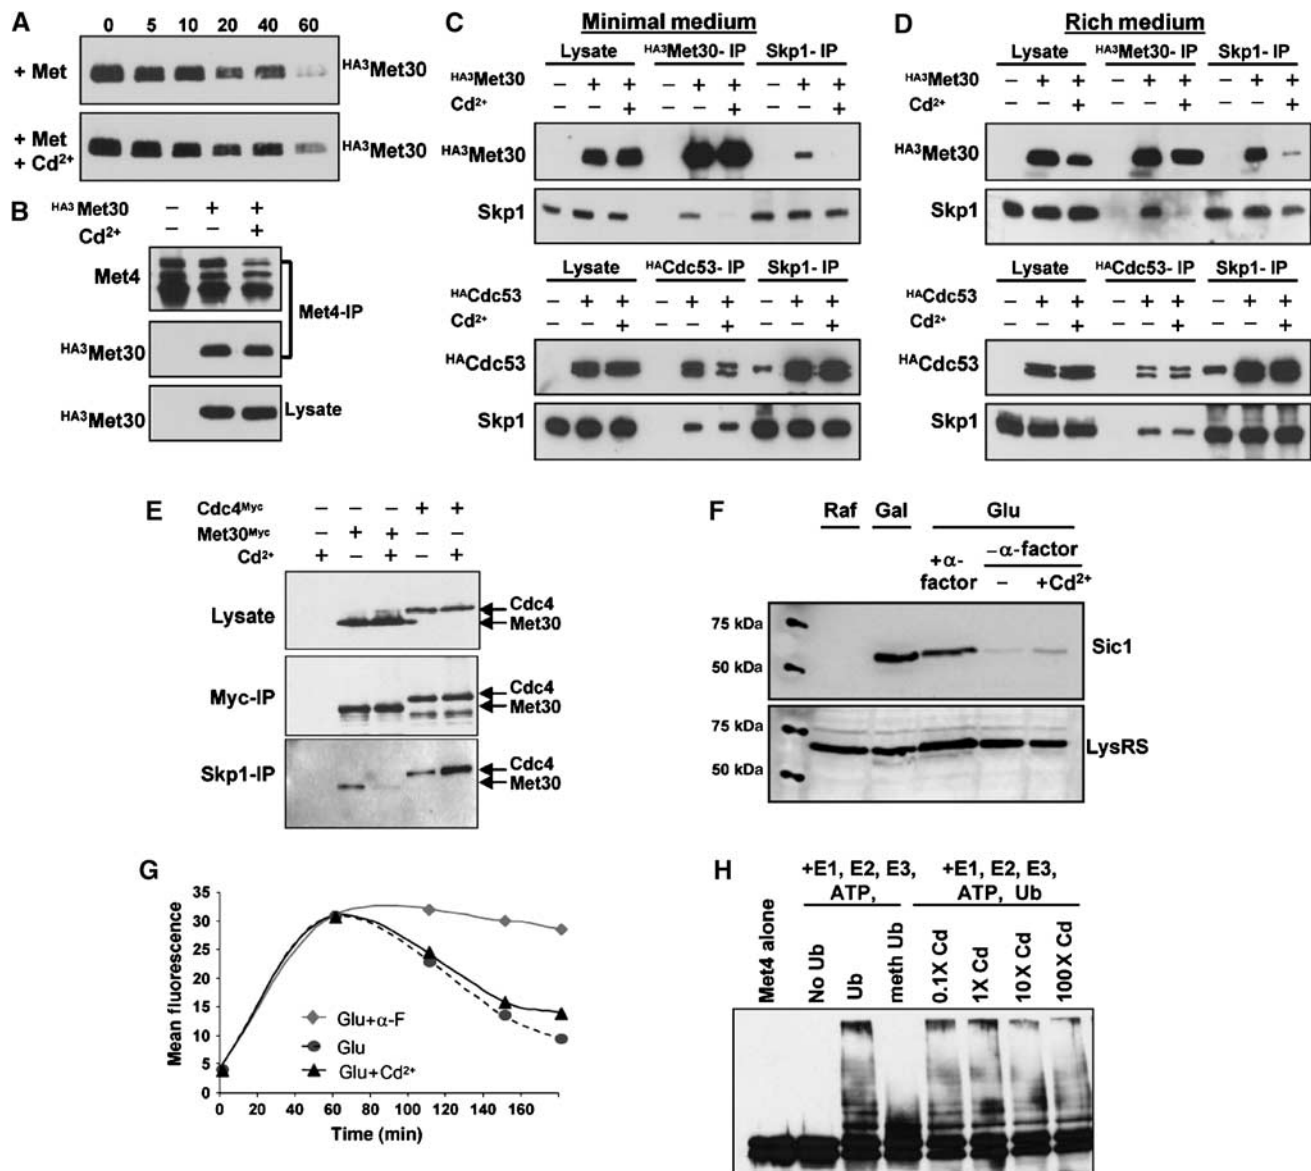 A
0 5 10 20 40 60
+ Met
HA3Met30
+ Met
+ Cd2+
HA3Met30
B
HA3 Met30 – + +
Cd2+ – – +
Met4
HA3Met30
Met4-IP
HA3Met30
Lysate
C
Minimal medium
Lysate HA3Met30- IP Skp1- IP
HA3Met30 – + + – + + – + +
Cd2+ – – + – – + – – +
HA3Met30
Skp1
Lysate HACdc53- IP Skp1- IP
HACdc53 – + + – + + – + +
Cd2+ – – + – – + – – +
HACdc53
Skp1
D
Rich medium
Lysate HA3Met30- IP Skp1- IP
HA3Met30 – + + – + + – + +
Cd2+ – – + – – + – – +
HA3Met30
Skp1
Lysate HACdc53- IP Skp1- IP
HACdc53 – + + – + + – + +
Cd2+ – – + – – + – – +
HACdc53
Skp1
E
Cdc4Myc – – – + +
Met30Myc – + + – –
Cd2+ + – + – +
Lysate
Cdc4
Met30
Myc-IP
Cdc4
Met30
Skp1-IP
Cdc4
Met30
F
Raf Gal Glu
+α-
factor
–α-factor
– +Cd2+
75 kDa
50 kDa
Sic1
75 kDa
50 kDa
LysRS
G
Mean fluorescence
35
30
25
20
15
10
5
0
0 20 40 60 80 100 120 140 160
Time (min)
Glu+α-F
Glu
Glu+Cd2+
H
+E1, E2, E3,
ATP,
+E1, E2, E3,
ATP, Ub
Met4 alone
No Ub
Ub
meth Ub
0.1X Cd
1X Cd
10X Cd
100X Cd